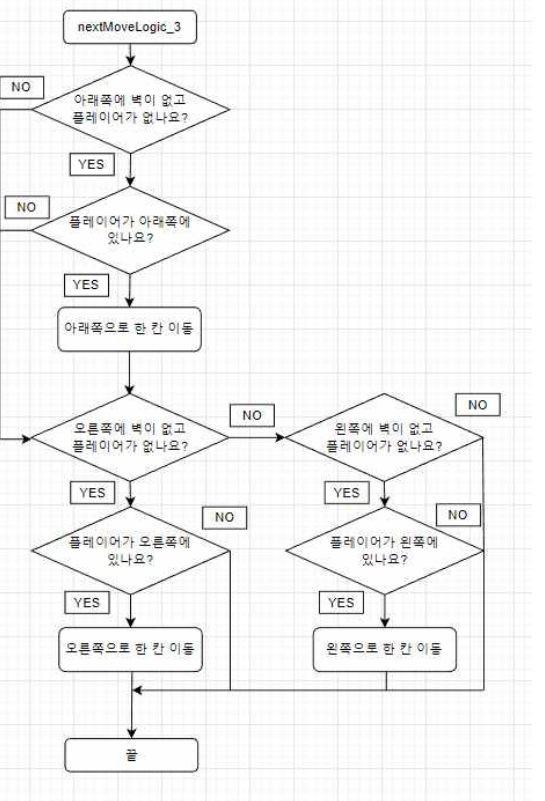 nextMoveLogic_3
NO
아래쪽에 벽이 없고
플레이어가 없나요?
YES
NO
플레이어가 아래쪽에
있나요?
YES
아래쪽으로 한 칸 이동
오른쪽에 벽이 없고
플레이어가 없나요?
NO
왼쪽에 벽이 없고
플레이어가 없나요?
NO
YES
YES
NO
플레이어가 오른쪽에
있나요?
NO
플레이어가 왼쪽에
있나요?
YES
YES
오른쪽으로 한 칸 이동
왼쪽으로 한 칸 이동
끝